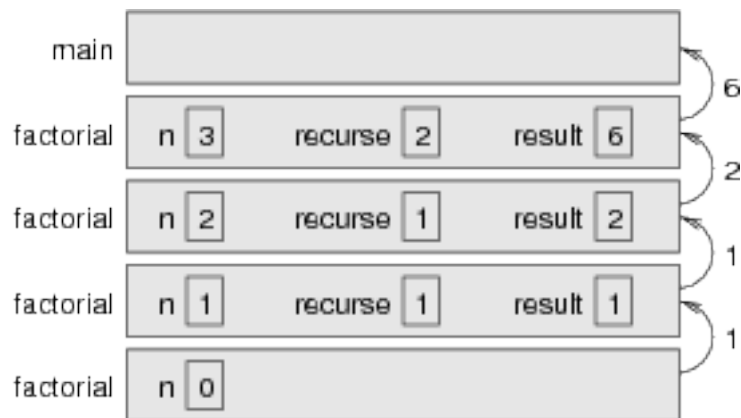 main
6
factorial n 3 recurse 2 result 6
2
factorial n 2 recurse 1 result 2
1
factorial n 1 recurse 1 result 1
1
factorial n 0